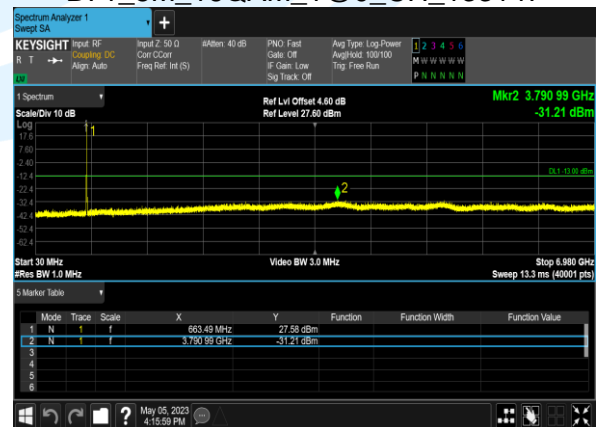 Spectrum Analyzer 1
Swept SA
KEYSIGHT Input: RF Input Z: 50 Ω #Atten: 40 dB PNO: Fast Avg Type: Log-Power 1 2 3 4 5 6
R T Coupling: DC Corr CCorr Gate: Off Avg|Hold: 100/100 M W W W W W
Align: Auto Freq Ref: Int (S) IF Gain: Low Trig: Free Run P N N N N N
Sig Track: Off
1 Spectrum Ref Lvl Offset 4.60 dB Mkr2 3.790 99 GHz
Scale/Div 10 dB Ref Level 27.60 dBm -31.21 dBm
Log
17.6
7.60
-2.40
-12.4
-22.4
-32.4
-42.4
-52.4
-62.4
1
DL1 -13.00 dBm
2
Start 30 MHz Video BW 3.0 MHz Stop 6.980 GHz
#Res BW 1.0 MHz Sweep 13.3 ms (40001 pts)
5 Marker Table
Mode Trace Scale X Y Function Function Width Function Value
1 N 1 f 663.49 MHz 27.58 dBm
2 N 1 f 3.790 99 GHz -31.21 dBm
3
4
5
6
? May 05, 2023
4:15:59 PM